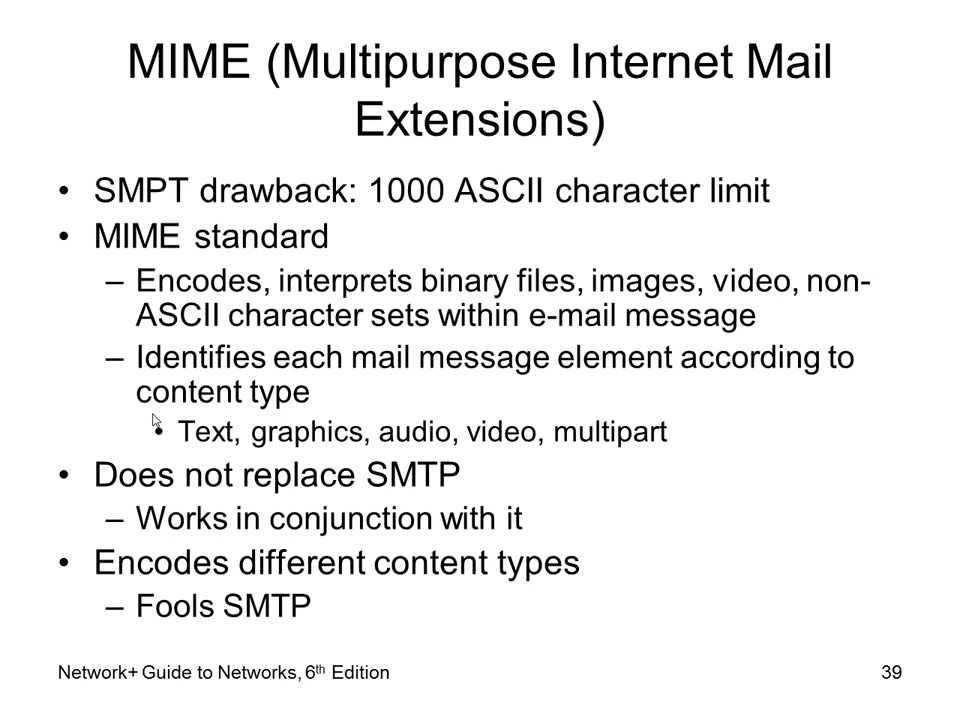 MIME (Multipurpose Internet Mail
Extensions)
• SMPT drawback: 1000 ASCII character limit
• MIME standard
– Encodes, interprets binary files, images, video, non-
ASCII character sets within e-mail message
– Identifies each mail message element according to
content type
• Text, graphics, audio, video, multipart
• Does not replace SMTP
– Works in conjunction with it
• Encodes different content types
– Fools SMTP
Network+ Guide to Networks, 6th Edition
39